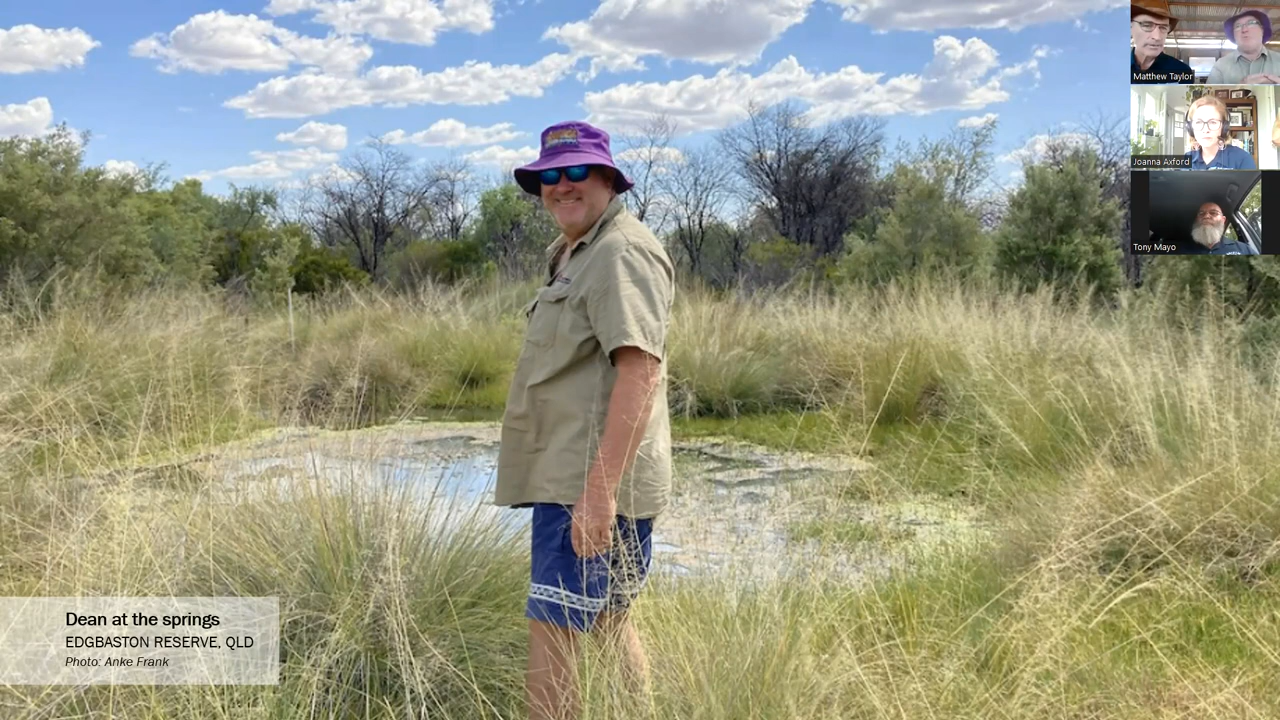 Matthew Taylor
Joanna Axford
Tony Mayo
Dean at the springs
EDGBASTON RESERVE, QLD
Photo: Anke Frank